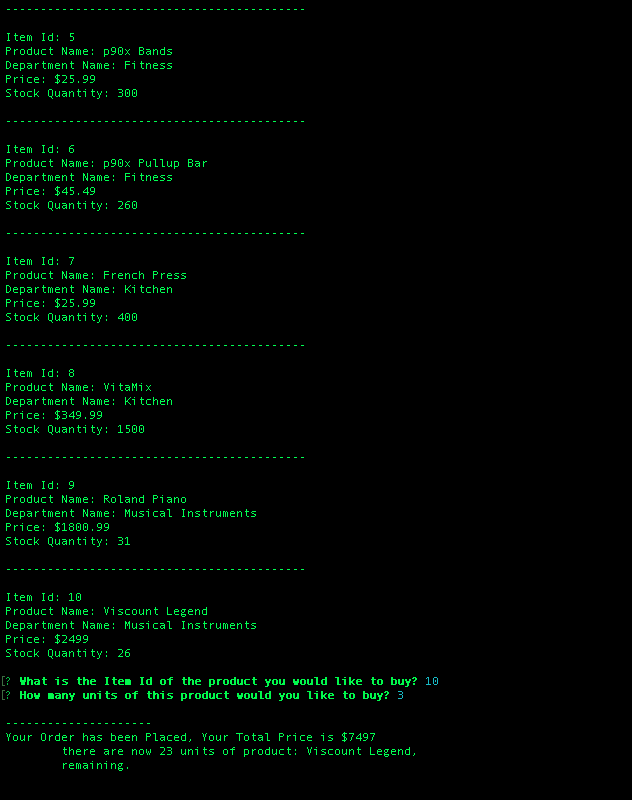 -------------------------------------------
Item Id: 5
Product Name: p90x Bands
Department Name: Fitness
Price: $25.99
Stock Quantity: 300
-------------------------------------------
Item Id: 6
Product Name: p90x Pullup Bar
Department Name: Fitness
Price: $45.49
Stock Quantity: 260
-------------------------------------------
Item Id: 7
Product Name: French Press
Department Name: Kitchen
Price: $25.99
Stock Quantity: 400
-------------------------------------------
Item Id: 8
Product Name: VitaMix
Department Name: Kitchen
Price: $349.99
Stock Quantity: 1500
-------------------------------------------
Item Id: 9
Product Name: Roland Piano
Department Name: Musical Instruments
Price: $1800.99
Stock Quantity: 31
-------------------------------------------
Item Id: 10
Product Name: Viscount Legend
Department Name: Musical Instruments
Price: $2499
Stock Quantity: 26
[? What is the Item Id of the product you would like to buy? 10
[? How many units of this product would you like to buy? 3
---------------------
Your Order has been Placed, Your Total Price is $7497
there are now 23 units of product: Viscount Legend,
remaining.